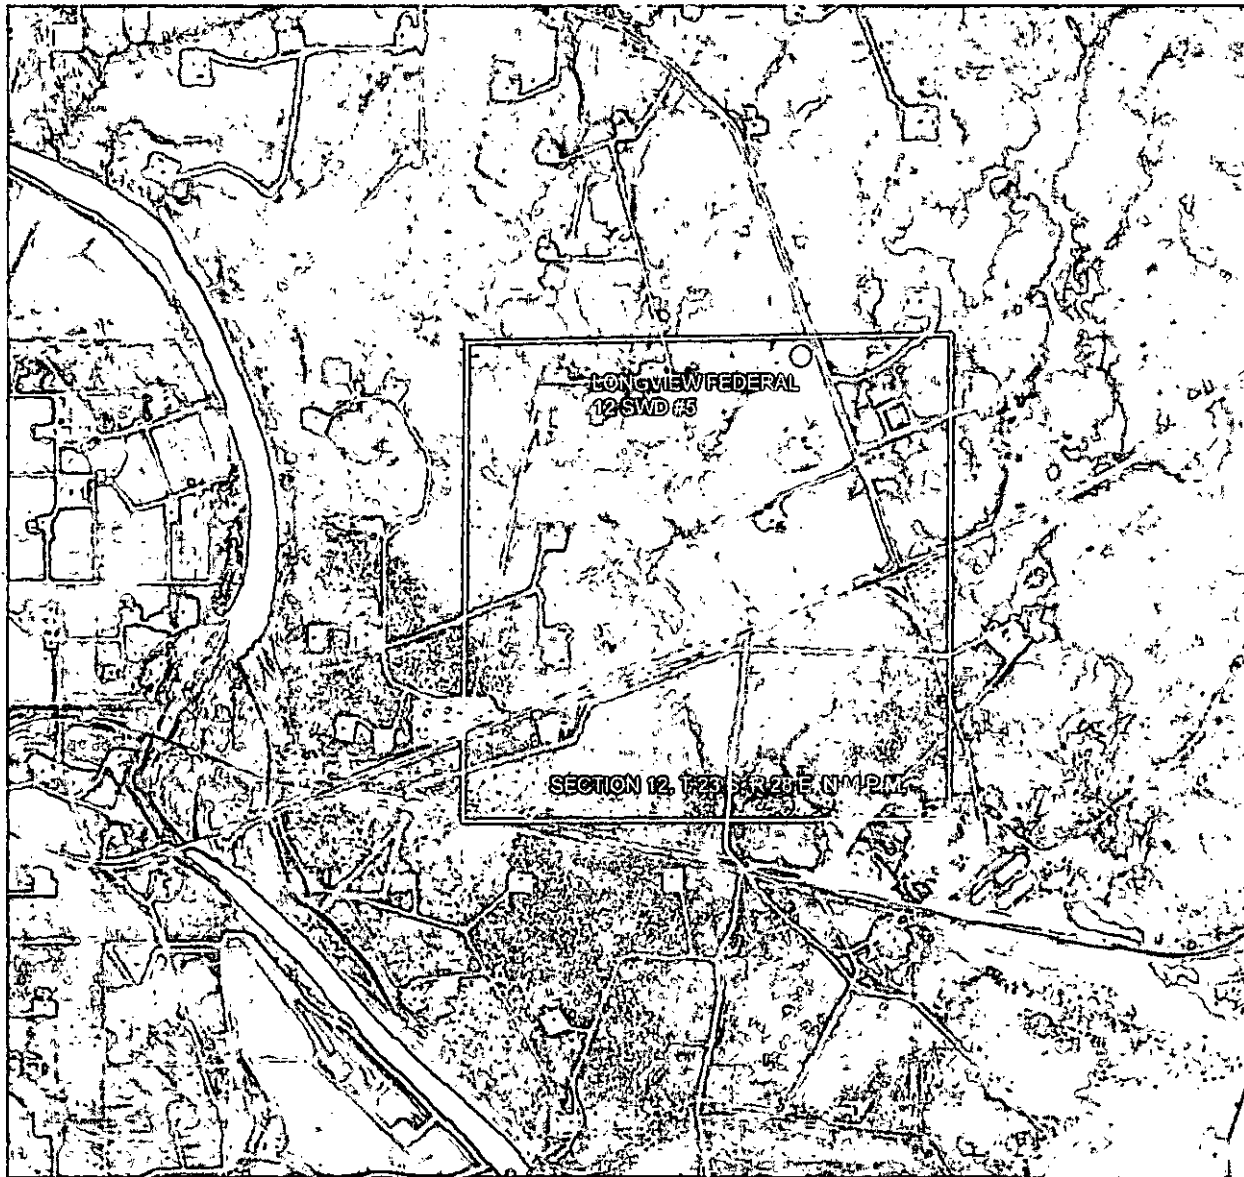 LONGVIEW FEDERAL
12 SWD #5
SECTION 12, T-23 S, R-28 E, N.M.P.M.